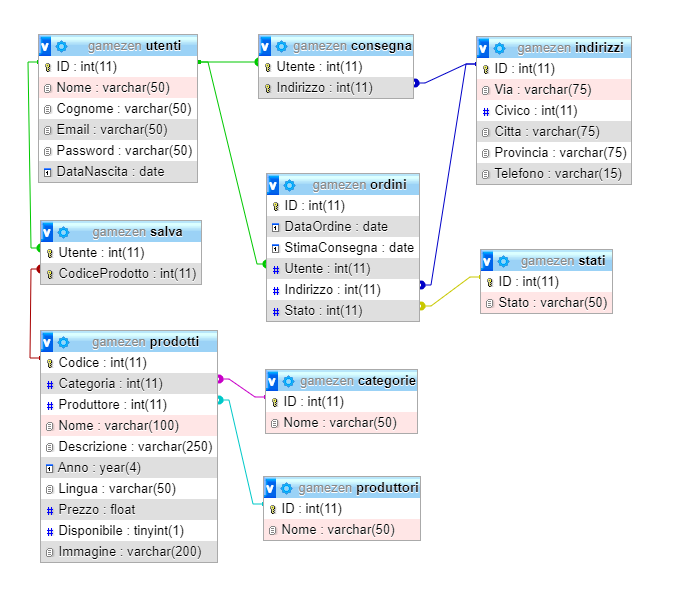 gamezen utenti
ID : int(11)
Nome : varchar(50)
Cognome : varchar(50)
Email : varchar(50)
Password : varchar(50)
DataNascita : date
gamezen consegna
Utente : int(11)
Indirizzo : int(11)
gamezen indirizzi
ID : int(11)
Via : varchar(75)
Civico : int(11)
Citta : varchar(75)
Provincia : varchar(75)
Telefono : varchar(15)
gamezen ordini
ID : int(11)
DataOrdine : date
StimaConsegna : date
Utente : int(11)
Indirizzo : int(11)
Stato : int(11)
gamezen salva
Utente : int(11)
CodiceProdotto : int(11)
gamezen stati
ID : int(11)
Stato : varchar(50)
gamezen prodotti
Codice : int(11)
Categoria : int(11)
Produttore : int(11)
Nome : varchar(100)
Descrizione : varchar(250)
Anno : year(4)
Lingua : varchar(50)
Prezzo : float
Disponibile : tinyint(1)
Immagine : varchar(200)
gamezen categorie
ID : int(11)
Nome : varchar(50)
gamezen produttori
ID : int(11)
Nome : varchar(50)